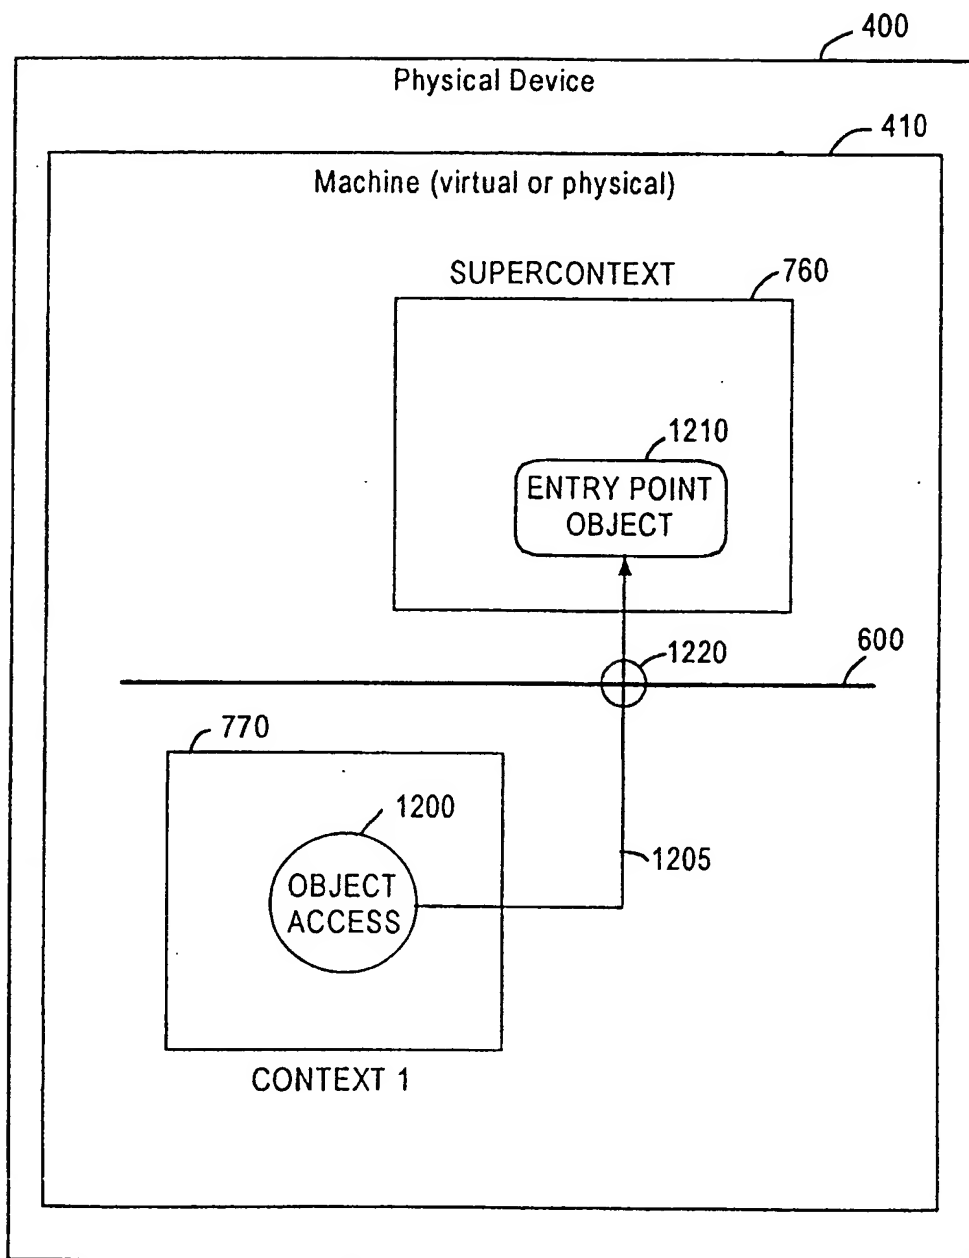 400
Physical Device
410
Machine (virtual or physical)
SUPERCONTEXT
760
1210
ENTRY POINT
OBJECT
1220
600
770
1200
OBJECT
ACCESS
1205
CONTEXT 1